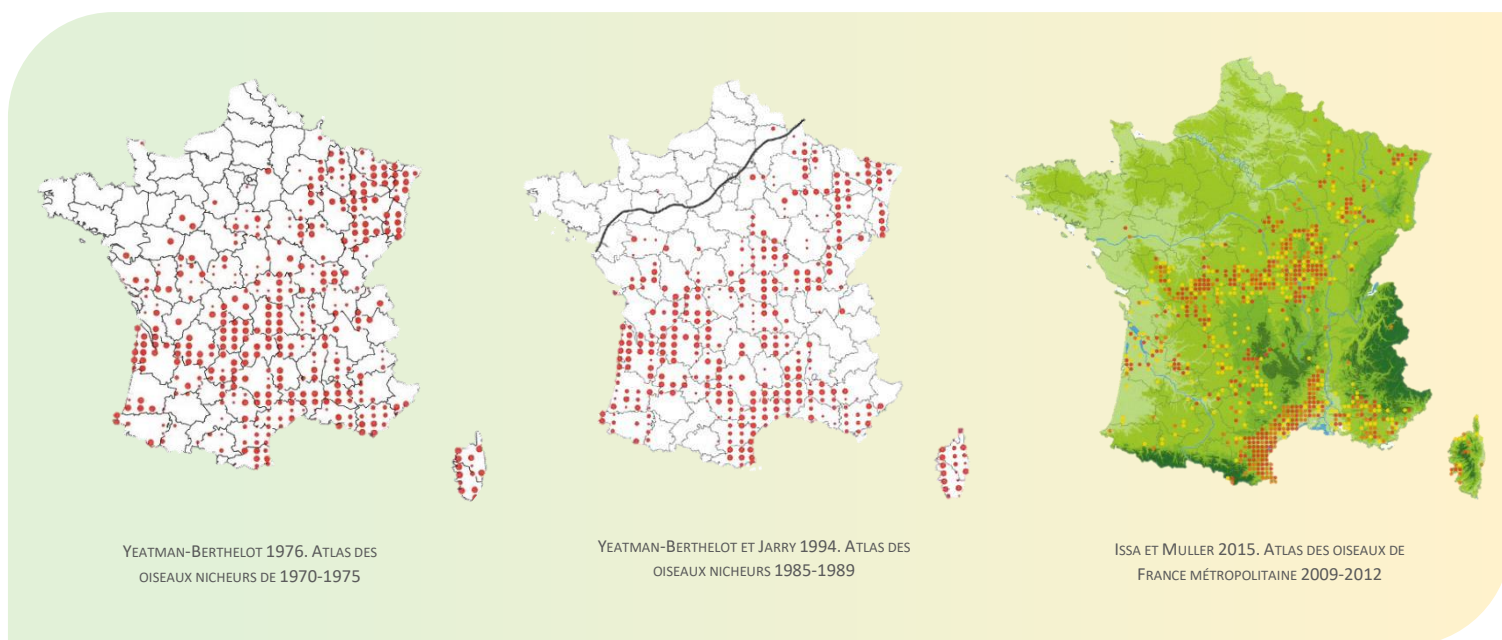 YEATMAN-BERTHELOT 1976. ATLAS DES
OISEAUX NICHEURS DE 1970-1975
YEATMAN-BERTHELOT ET JARRY 1994. ATLAS DES
OISEAUX NICHEURS 1985-1989
ISSA ET MULLER 2015. ATLAS DES OISEAUX DE
FRANCE MÉTROPOLITAINE 2009-2012